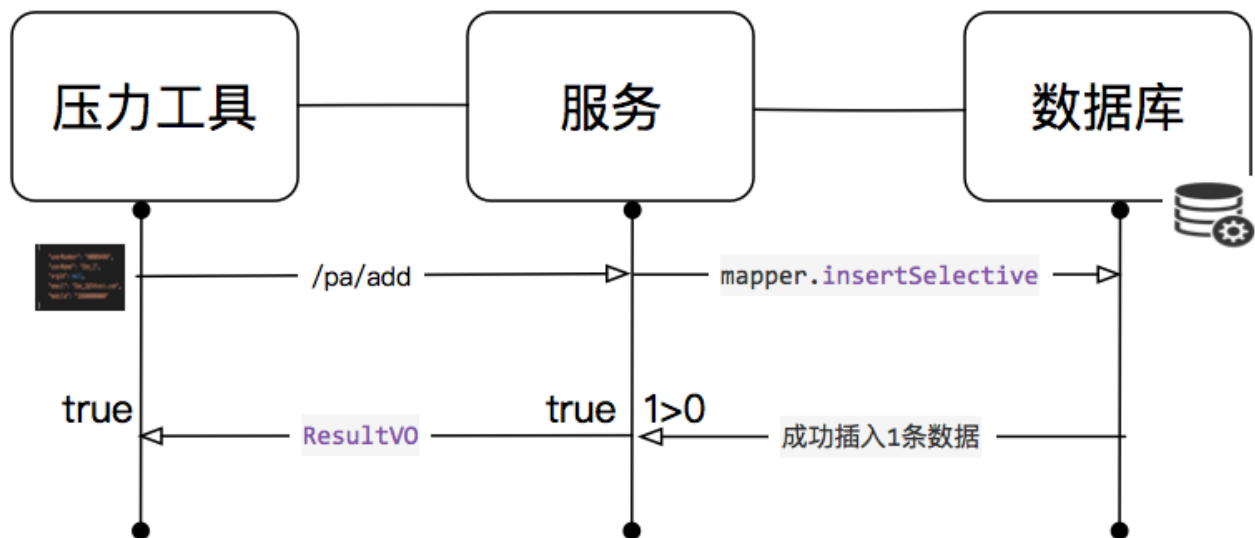 压力工具
服务
数据库
/pa/add
mapper.insertSelective
true
ResultVO
true
1>0
成功插入1条数据